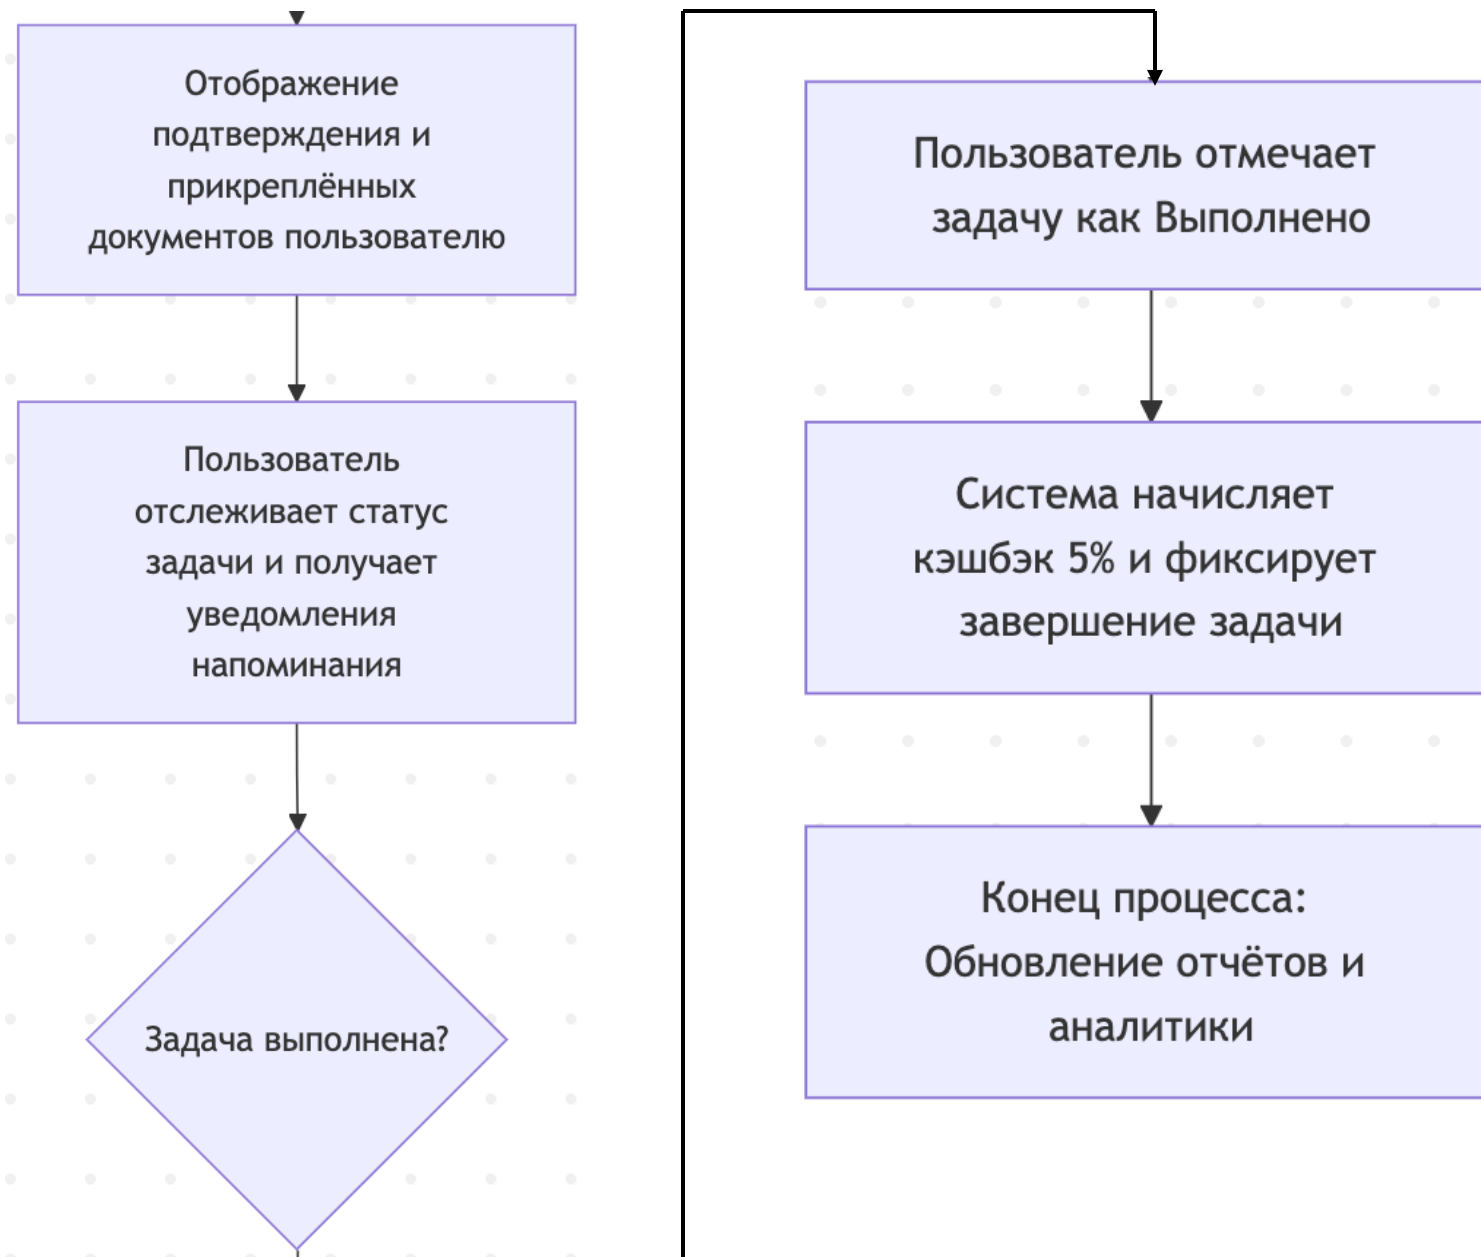 Отображение
подтверждения и
прикреплённых
документов пользователю
Пользователь
отслеживает статус
задачи и получает
уведомления
напоминания
Задача выполнена?
Пользователь отмечает
задачу как Выполнено
Система начисляет
кэшбэк 5% и фиксирует
завершение задачи
Конец процесса:
Обновление отчётов и
аналитики